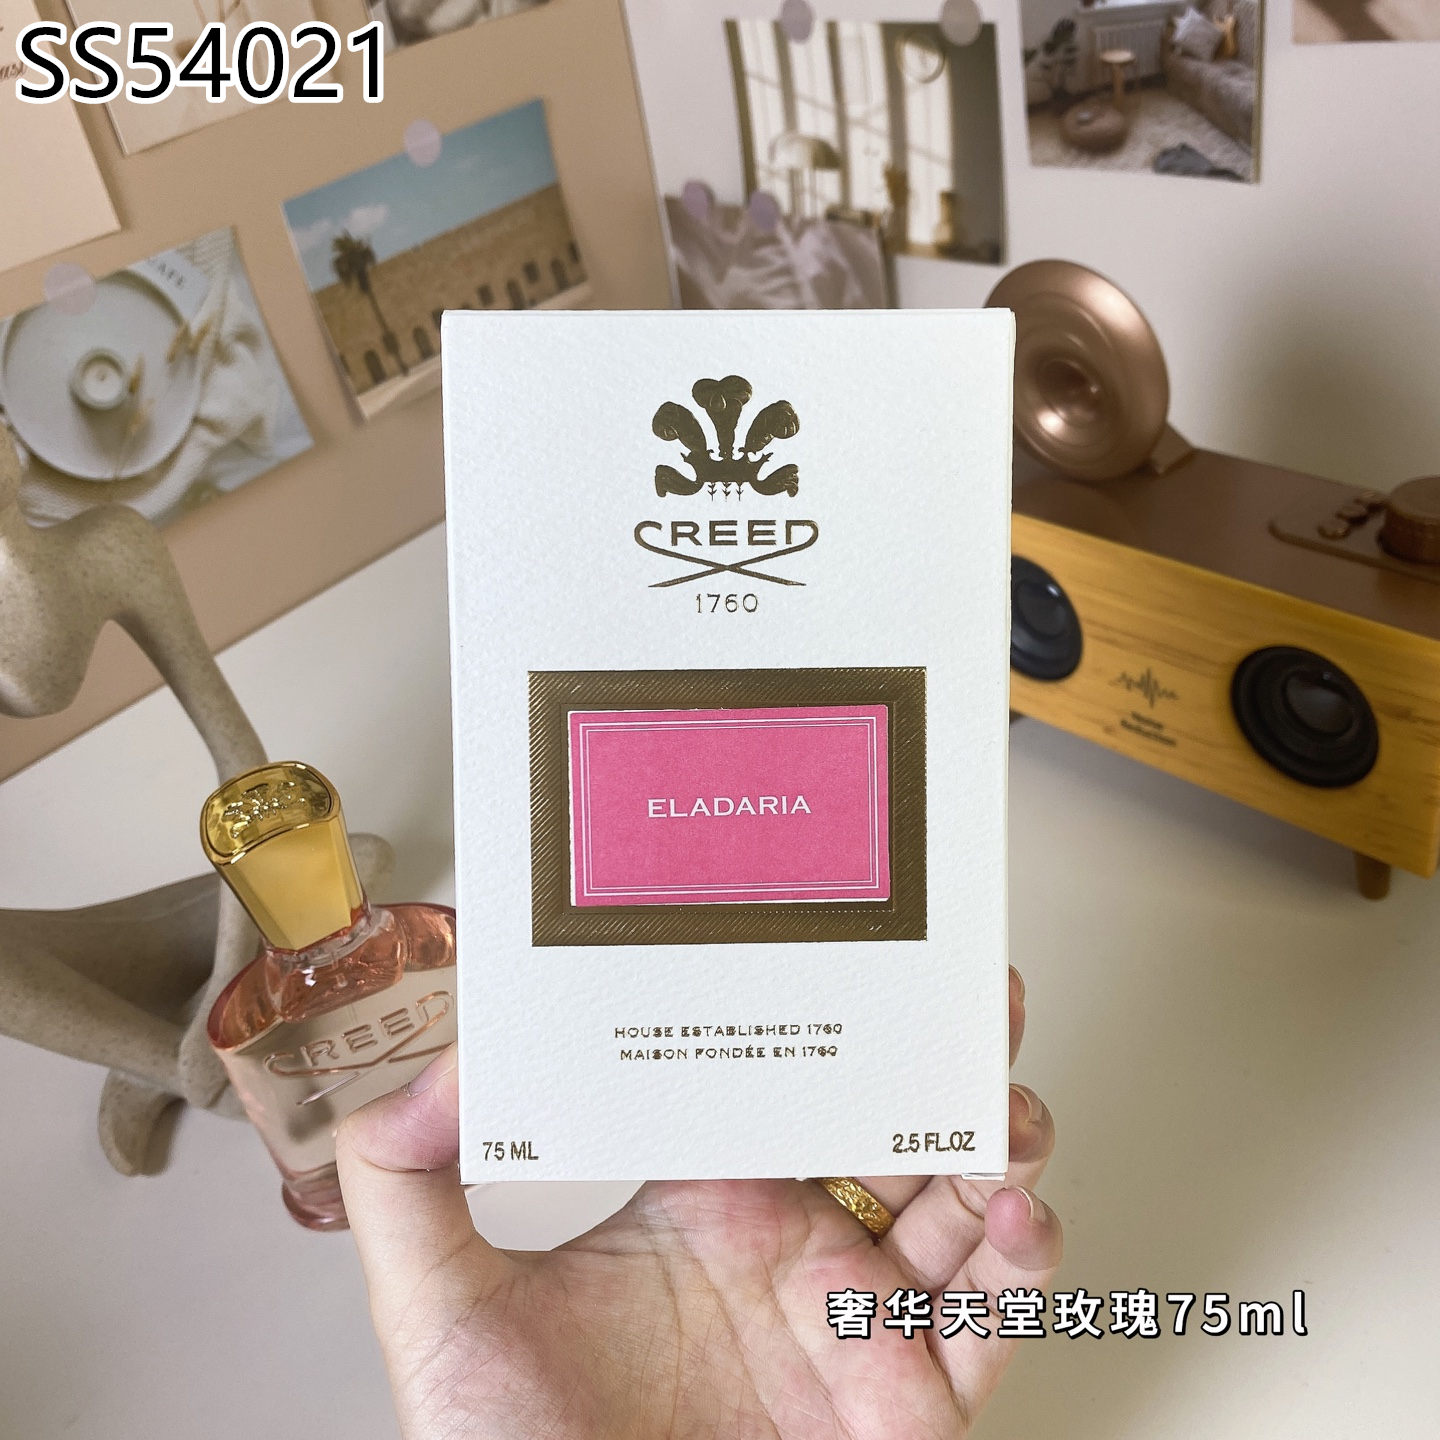 SS54021
CAFE
CREED
1760
ELADARIA
HOUSE ESTABLISHED 1760
MAISON FONDÉE EN 1760
75 ML
2.5 FL.OZ
CREED
奢华天堂玫瑰75ml